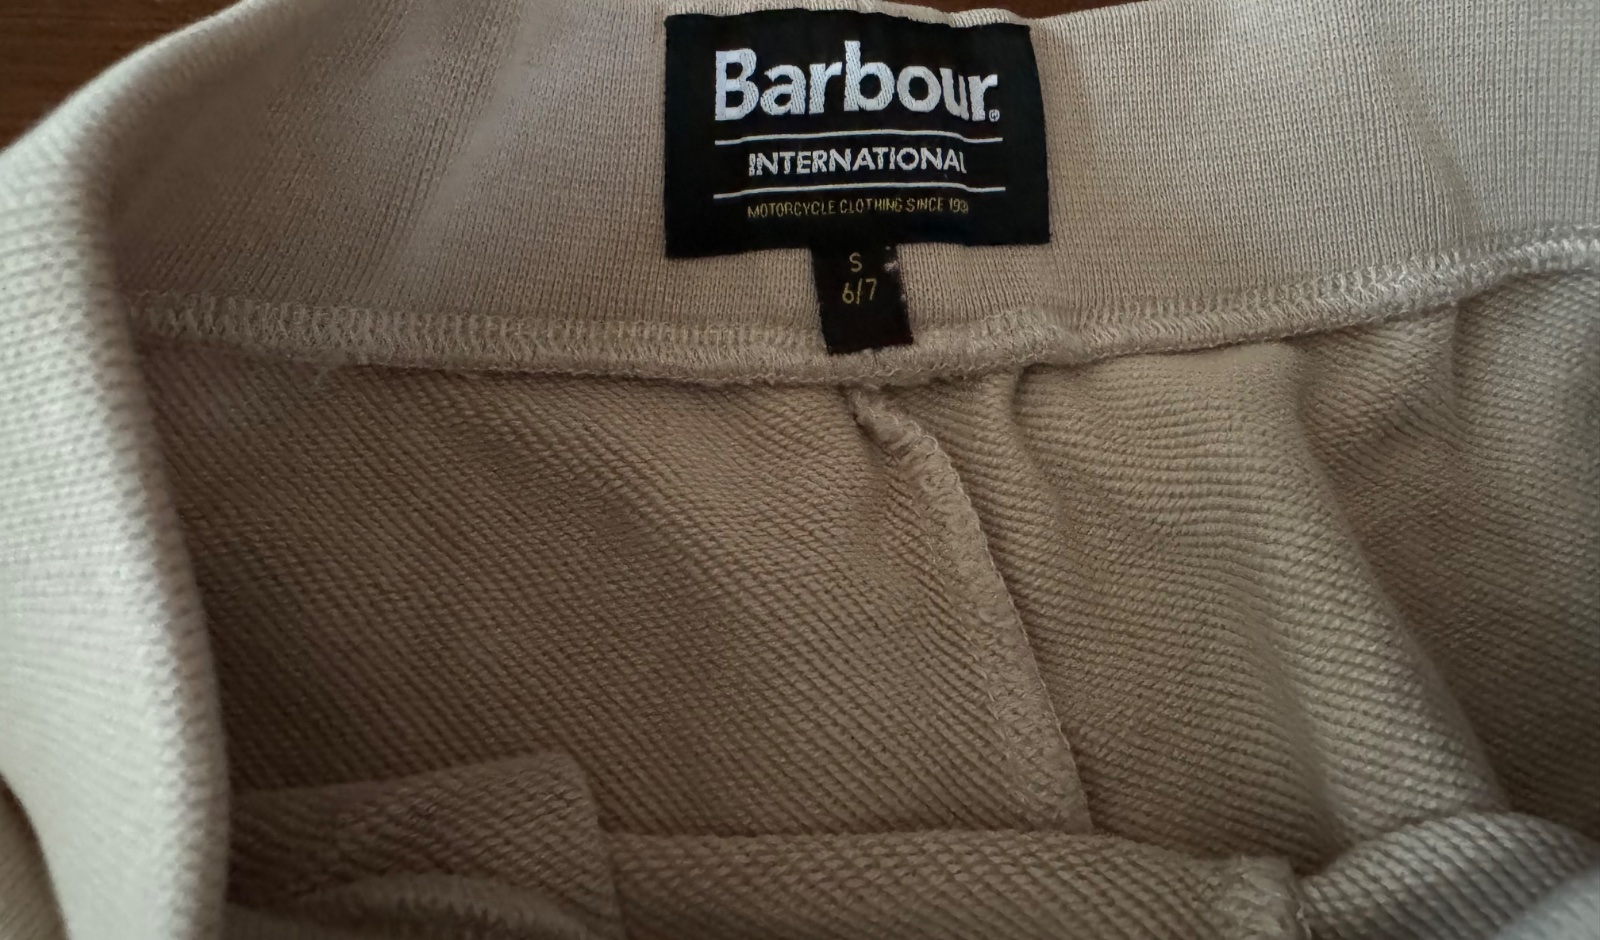 Barbour
INTERNATIONAL
MOTORCYCLE CLOTHING SINCE
S
6/7